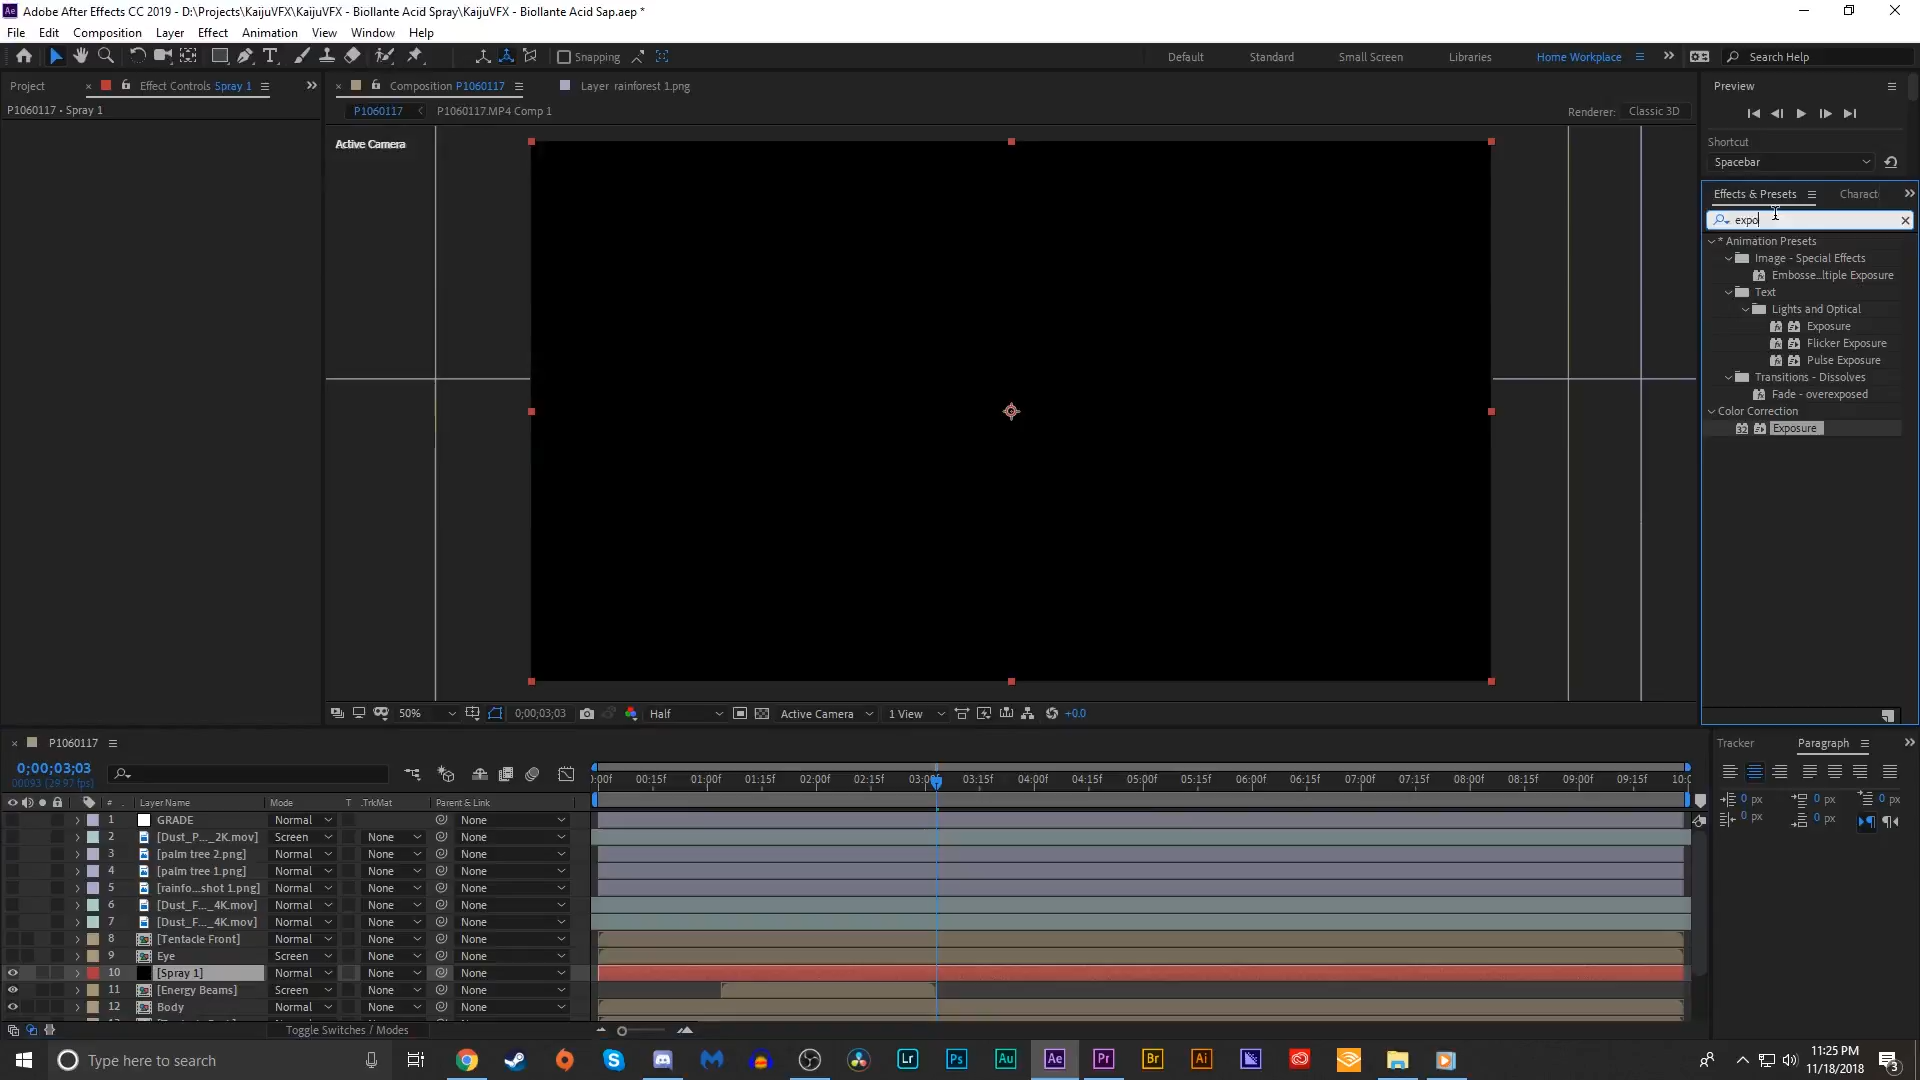 Adobe After Effects CC 2019 - D:\Projects\KaijuVFX\KaijuVFX - Biollante Acid Spray\KaijuVFX - Biollante Acid Sap.aep *
File Edit Composition Layer Effect Animation View Window Help
Snapping
Default Standard Small Screen Libraries Home Workplace Search Help
Project Effect Controls Spray 1 Composition P1060117 Layer rainforest 1.png Preview
P1060117 • Spray 1
P1060117 P1060117.MP4 Comp 1 Renderer: Classic 3D
Active Camera
Shortcut
Spacebar
Effects & Presets Charact
expo
* Animation Presets
Image - Special Effects
Embosse...ltiple Exposure
Text
Lights and Optical
Exposure
Flicker Exposure
Pulse Exposure
Transitions - Dissolves
Fade - overexposed
Color Correction
32 Exposure
50% 0;00;03;03 Half Active Camera 1 View +0.0
P1060117 Tracker Paragraph
0;00;03;03
00093 (29.97 fps)
:00f 00:15f 01:00f 01:15f 02:00f 02:15f 03:00f 03:15f 04:00f 04:15f 05:00f 05:15f 06:00f 06:15f 07:00f 07:15f 08:00f 08:15f 09:00f 09:15f 10:0
# Layer Name Mode T .TrkMat Parent & Link
0 px 0 px 0 px
0 px 0 px
1 GRADE Normal None
2 [Dust_P..._2K.mov] Screen None None
3 [palm tree 2.png] Normal None None
4 [palm tree 1.png] Normal None None
5 [rainfo...shot 1.png] Normal None None
6 [Dust_F..._4K.mov] Normal None None
7 [Dust_F..._4K.mov] Normal None None
8 [Tentacle Front] Normal None None
9 Eye Screen None None
10 [Spray 1] Normal None None
11 [Energy Beams] Screen None None
12 Body Normal None None
Toggle Switches / Modes
Type here to search Lr Ps Au Ae Pr Br Ai
11:25 PM
11/18/2018
3